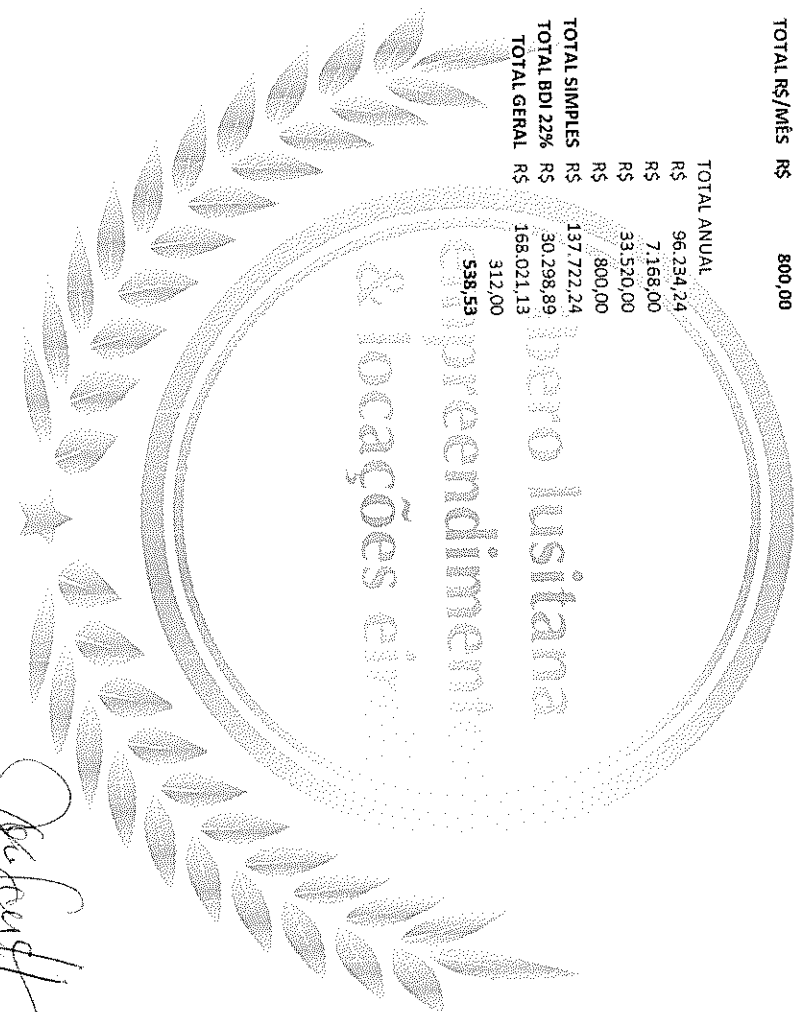 TOTAL R$/MÊS R$ 800,00
TOTAL ANUAL
R$ 96.234,24
R$ 7.168,00
R$ 33.520,00
R$ 800,00
TOTAL SIMPLES R$ 137.722,24
TOTAL BDI 22% R$ 30.298,89
TOTAL GERAL R$ 168.021,13
312,00
538,53
ibero lusitana
empreendimento
& locações